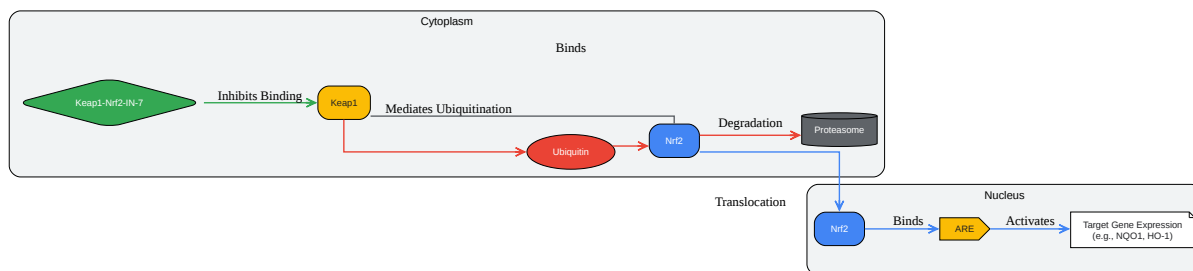 Cytoplasm
Binds
Keap1-Nrf2-IN-7
Inhibits Binding
Keap1
Mediates Ubiquitination
Ubiquitin
Nrf2
Degradation
Proteasome
Translocation
Nucleus
Nrf2
Binds
ARE
Activates
Target Gene Expression
(e.g., NQO1, HO-1)